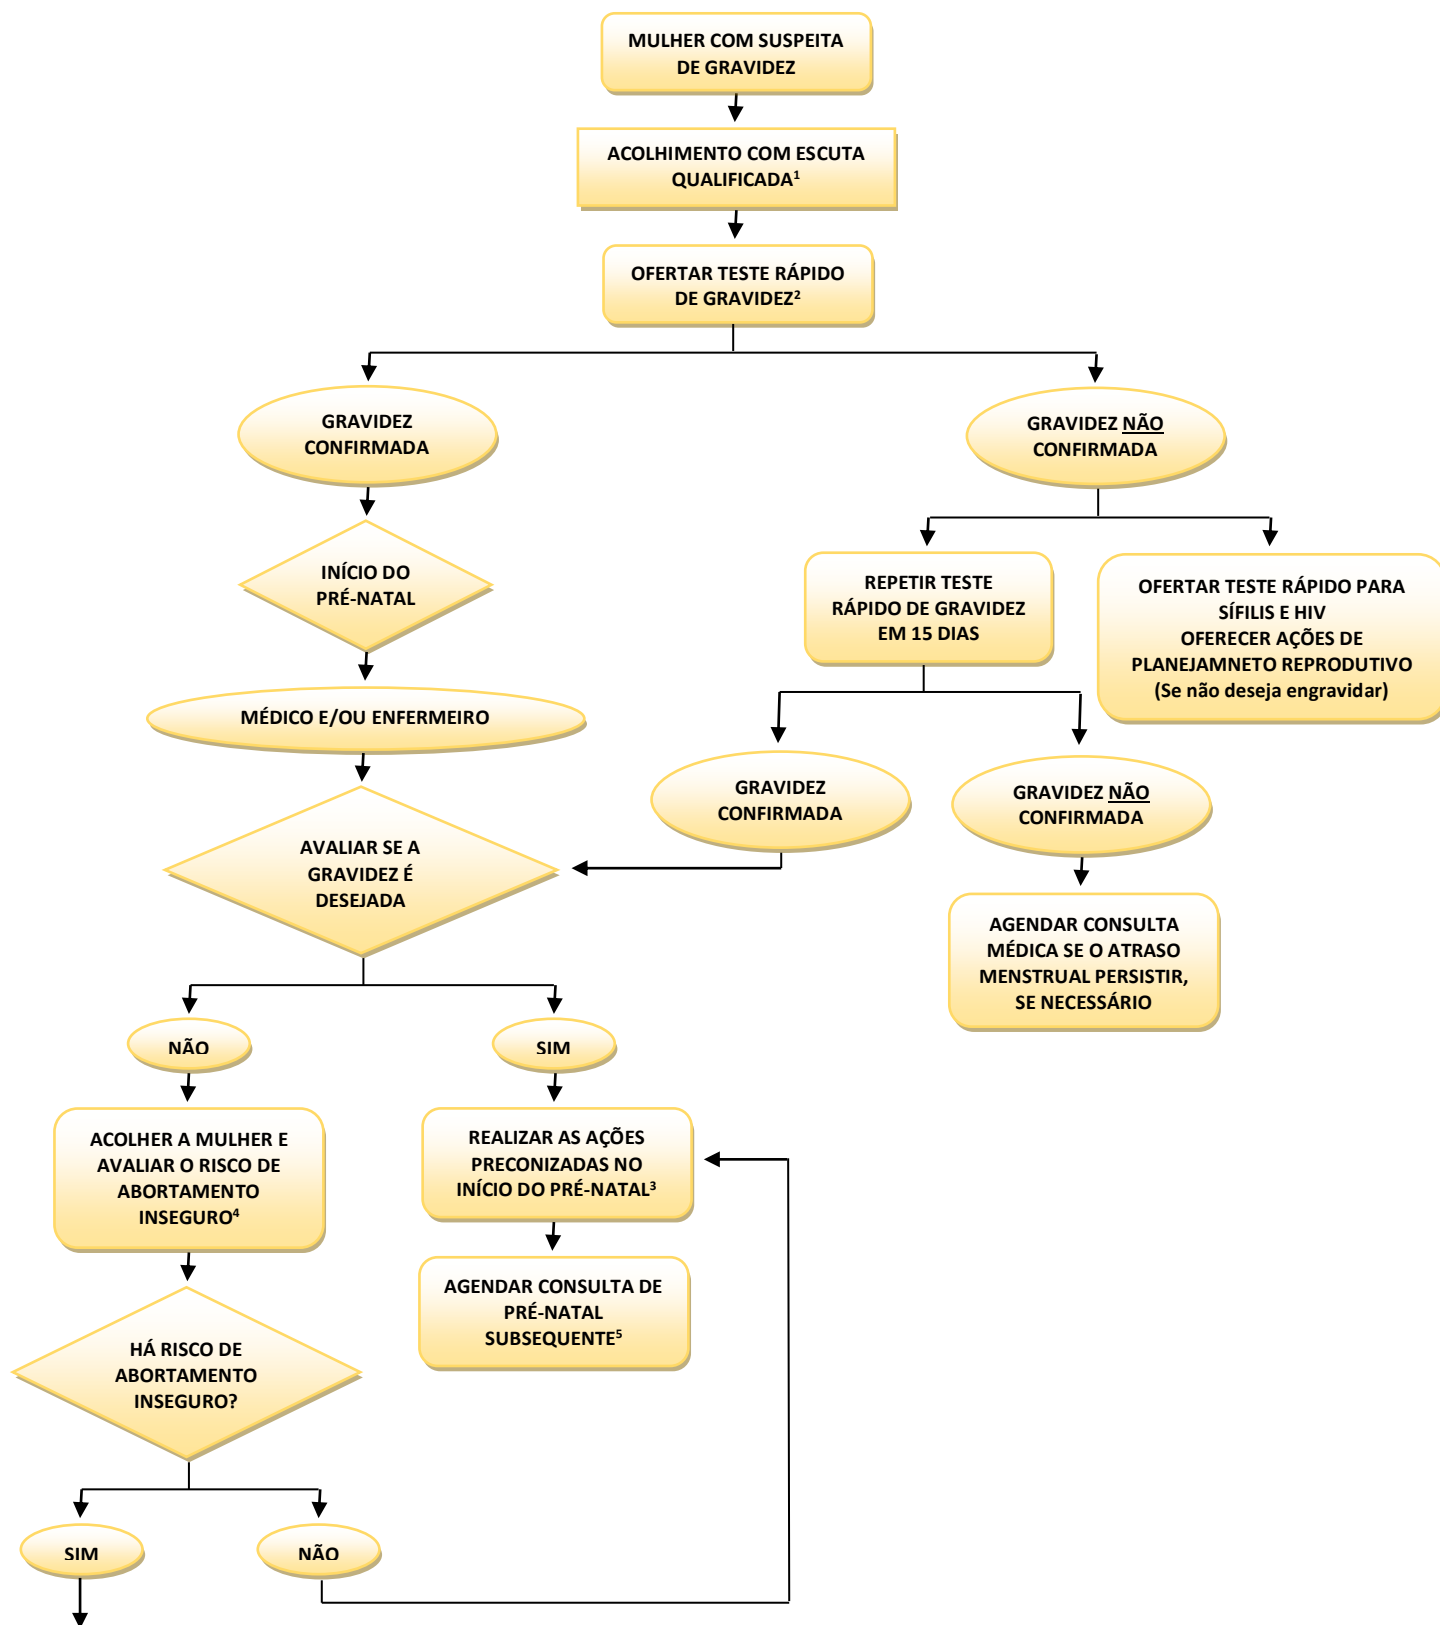 MULHER COM SUSPEITA
DE GRAVIDEZ
ACOLHIMENTO COM ESCUTA
QUALIFICADA¹
OFERTAR TESTE RÁPIDO
DE GRAVIDEZ²
GRAVIDEZ
CONFIRMADA
GRAVIDEZ NÃO
CONFIRMADA
INÍCIO DO
PRÉ-NATAL
REPETIR TESTE
RÁPIDO DE GRAVIDEZ
EM 15 DIAS
OFERTAR TESTE RÁPIDO PARA
SÍFILIS E HIV
OFERECER AÇÕES DE
PLANEJAMNETO REPRODUTIVO
(Se não deseja engravidar)
MÉDICO E/OU ENFERMEIRO
GRAVIDEZ
CONFIRMADA
GRAVIDEZ NÃO
CONFIRMADA
AVALIAR SE A
GRAVIDEZ É
DESEJADA
AGENDAR CONSULTA
MÉDICA SE O ATRASO
MENSTRUAL PERSISTIR,
SE NECESSÁRIO
NÃO
SIM
ACOLHER A MULHER E
AVALIAR O RISCO DE
ABORTAMENTO
INSEGURO⁴
REALIZAR AS AÇÕES
PRECONIZADAS NO
INÍCIO DO PRÉ-NATAL³
AGENDAR CONSULTA DE
PRÉ-NATAL
SUBSEQUENTE⁵
HÁ RISCO DE
ABORTAMENTO
INSEGURO?
SIM
NÃO